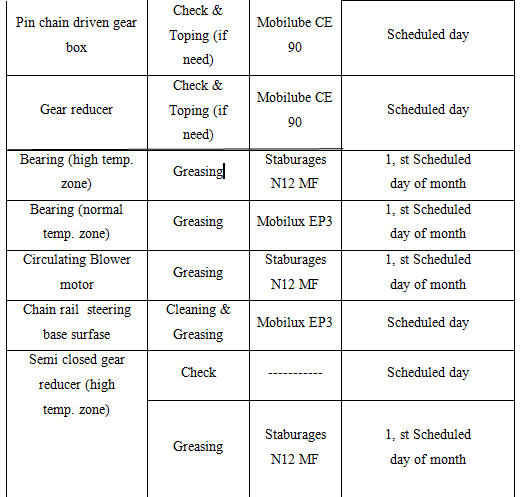 Pin chain driven gear
box
Check &
Toping (if
need)
Mobilube CE
90
Scheduled day
Gear reducer
Check &
Toping (if
need)
Mobilube CE
90
Scheduled day
Bearing (high temp.
zone)
Greasing
Staburages
N12 MF
1, st Scheduled
day of month
Bearing (normal
temp. zone)
Greasing
Mobilux EP3
1, st Scheduled
day of month
Circulating Blower
motor
Greasing
Staburages
N12 MF
1, st Scheduled
day of month
Chain rail steering
base surfase
Cleaning &
Greasing
Mobilux EP3
Scheduled day
Semi closed gear
reducer (high
temp. zone)
Check
-----------
Scheduled day
Greasing
Staburages
N12 MF
1, st Scheduled
day of month